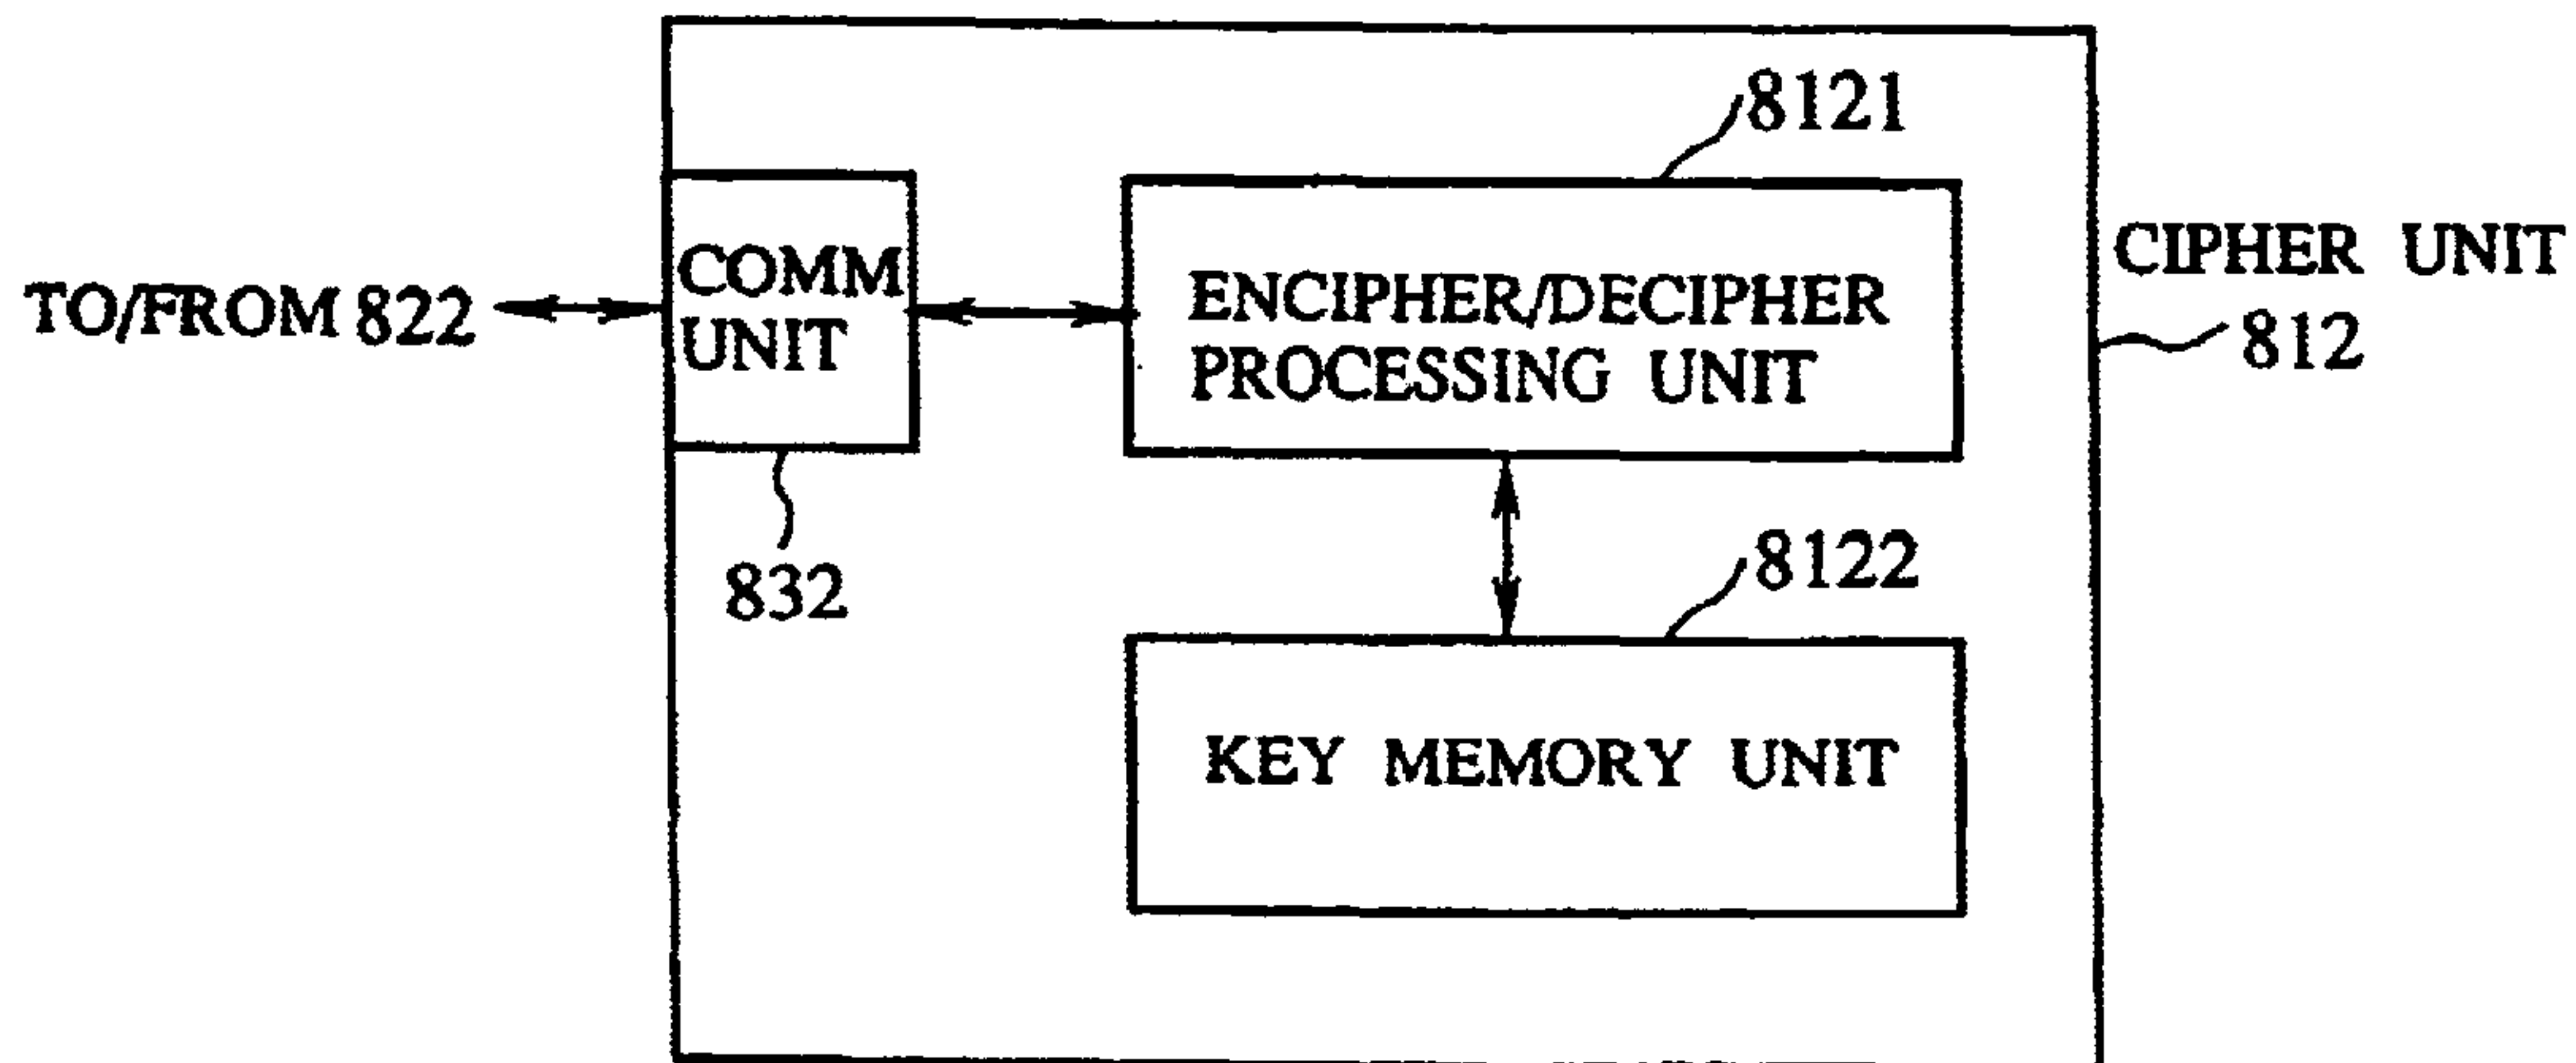 8121
CIPHER UNIT
812
TO/FROM 822
COMM
UNIT
ENCIPHER/DECIPHER
PROCESSING UNIT
832
8122
KEY MEMORY UNIT